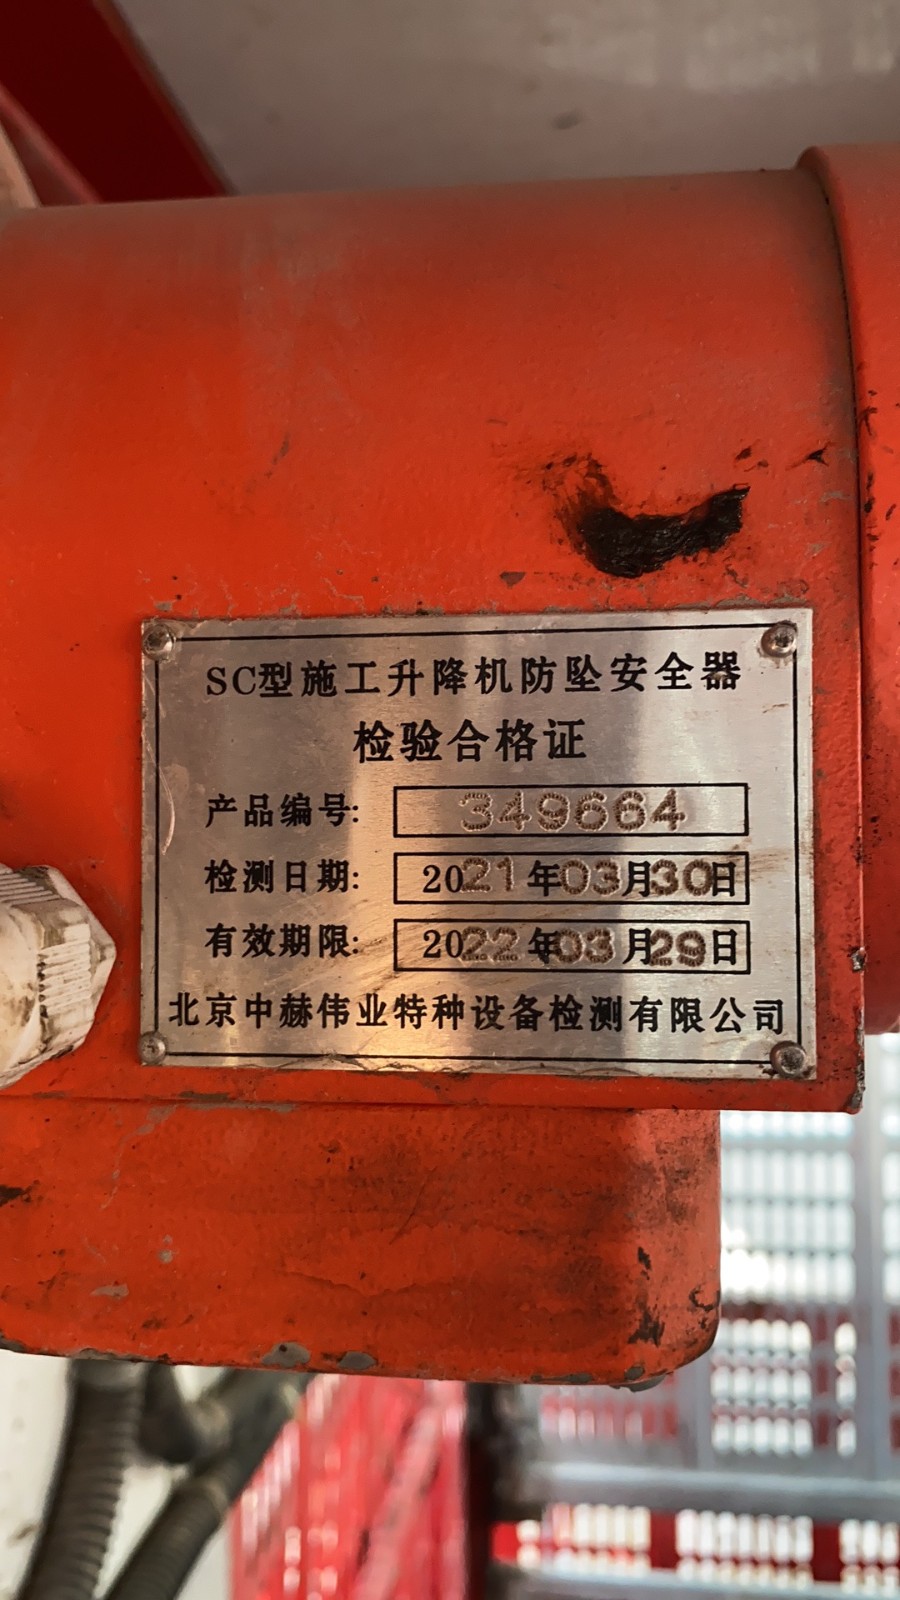 SC型施工升降机防坠安全器
检验合格证
产品编号: 349664
检测日期: 2021年03月30日
有效期限: 2022年03月29日
北京中赫伟业特种设备检测有限公司